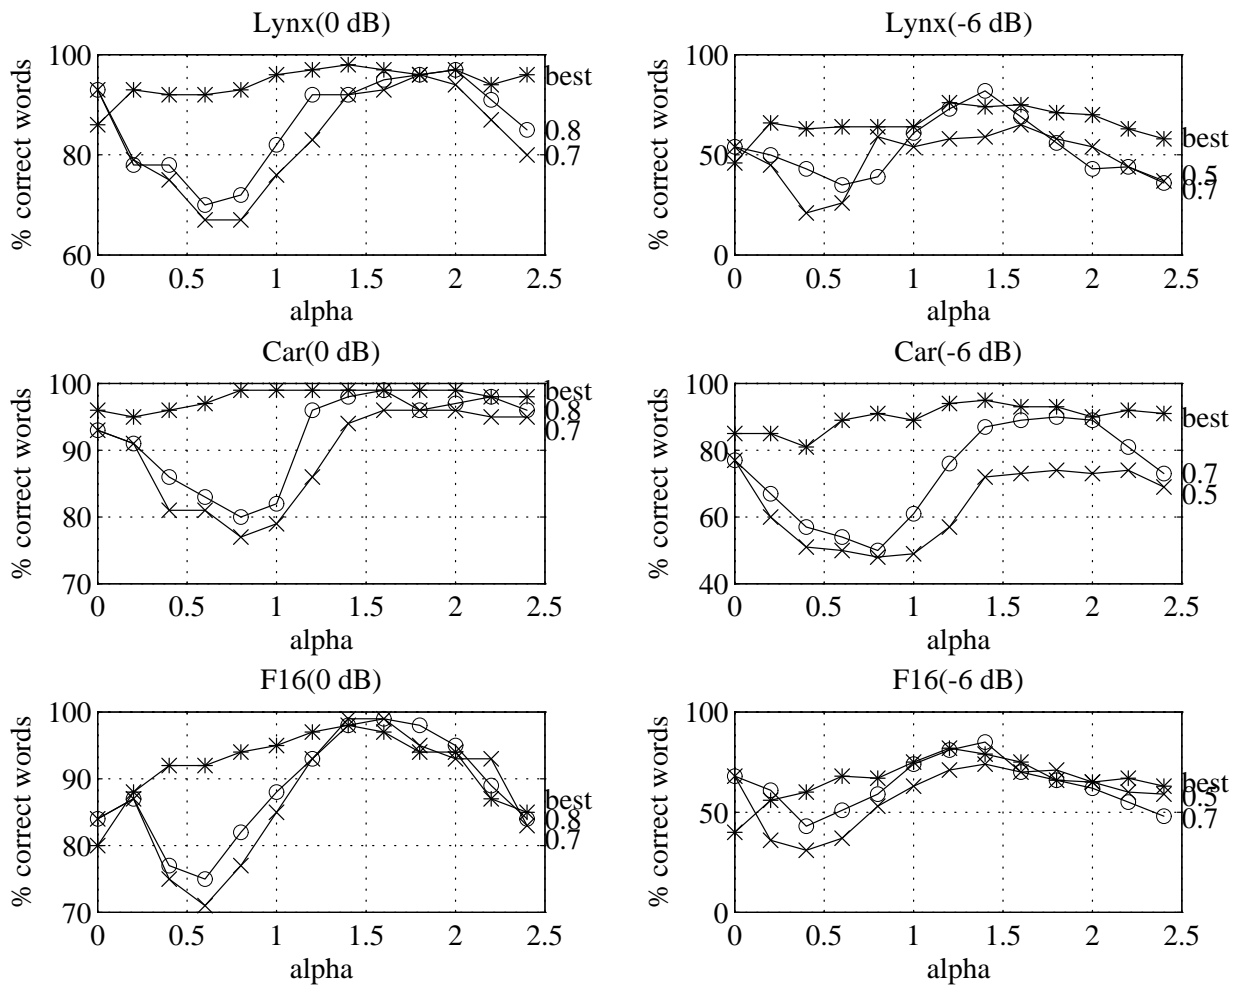 Lynx(0 dB)
100
80
60
% correct words
best
0.8
0.7
0 0.5 1 1.5 2 2.5
alpha
Lynx(-6 dB)
100
50
0
% correct words
best
0.5
0.7
0 0.5 1 1.5 2 2.5
alpha
Car(0 dB)
100
90
80
70
% correct words
best
0.8
0.7
0 0.5 1 1.5 2 2.5
alpha
Car(-6 dB)
100
80
60
40
% correct words
best
0.7
0.5
0 0.5 1 1.5 2 2.5
alpha
F16(0 dB)
100
90
80
70
% correct words
best
0.8
0.7
0 0.5 1 1.5 2 2.5
alpha
F16(-6 dB)
100
50
0
% correct words
best
0.5
0.7
0 0.5 1 1.5 2 2.5
alpha